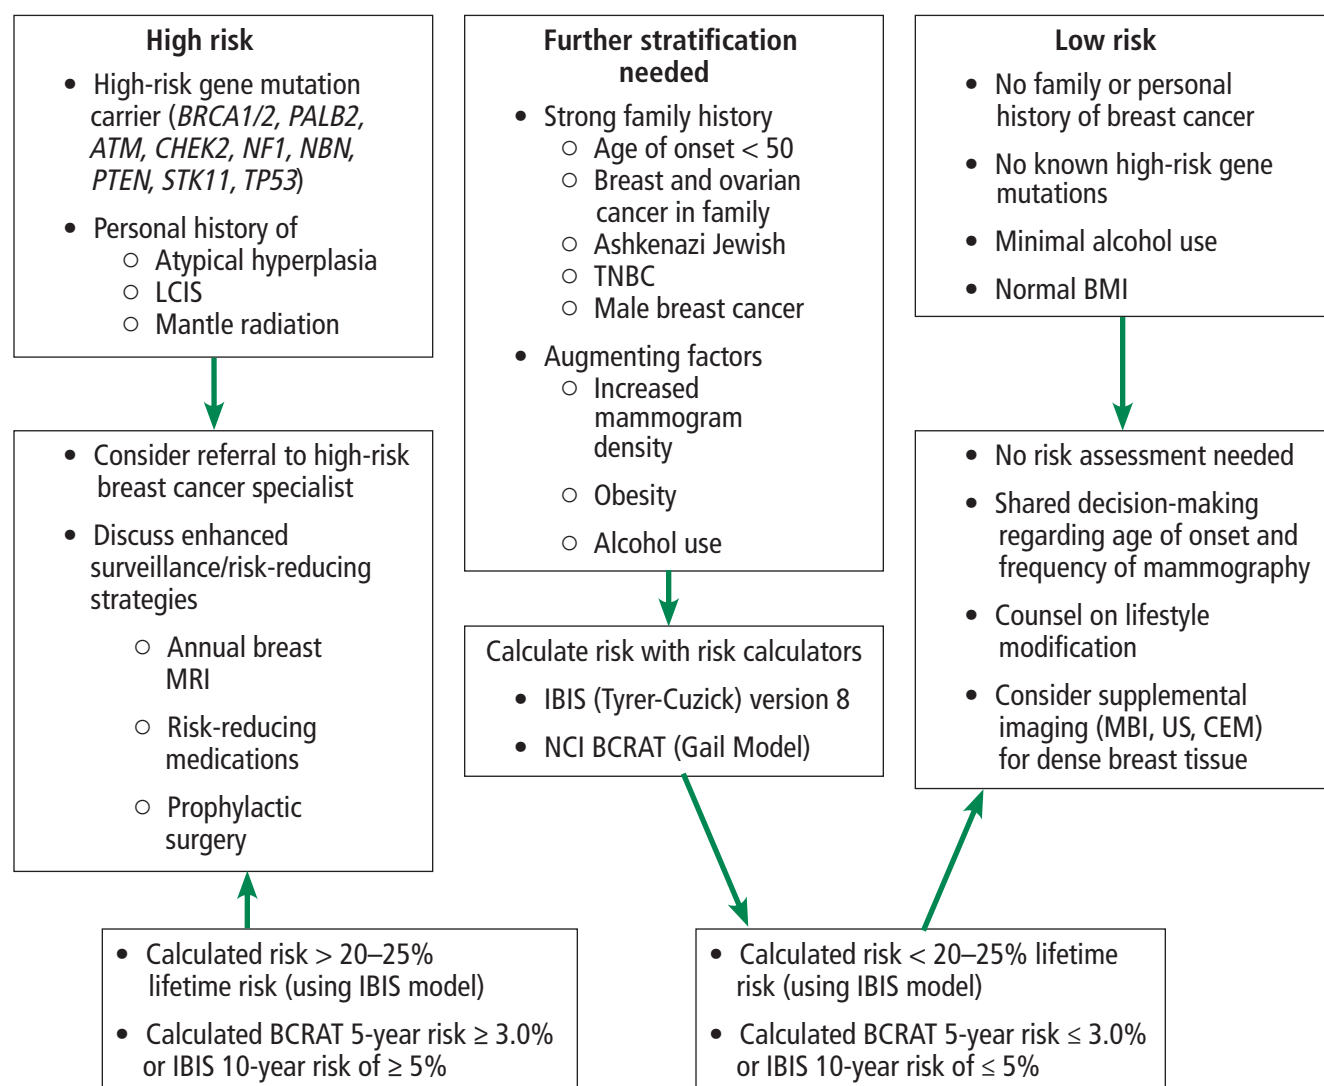 High risk
• High-risk gene mutation
carrier (BRCA1/2, PALB2,
ATM, CHEK2, NF1, NBN,
PTEN, STK11, TP53)
• Personal history of
○ Atypical hyperplasia
○ LCIS
○ Mantle radiation
• Consider referral to high-risk
breast cancer specialist
• Discuss enhanced
surveillance/risk-reducing
strategies
○ Annual breast
MRI
○ Risk-reducing
medications
○ Prophylactic
surgery
• Calculated risk > 20–25%
lifetime risk (using IBIS model)
• Calculated BCRAT 5-year risk ≥ 3.0%
or IBIS 10-year risk of ≥ 5%
Further stratification
needed
• Strong family history
○ Age of onset < 50
○ Breast and ovarian
cancer in family
○ Ashkenazi Jewish
○ TNBC
○ Male breast cancer
• Augmenting factors
○ Increased
mammogram
density
○ Obesity
○ Alcohol use
Calculate risk with risk calculators
• IBIS (Tyrer-Cuzick) version 8
• NCI BCRAT (Gail Model)
• Calculated risk < 20–25% lifetime
risk (using IBIS model)
• Calculated BCRAT 5-year risk ≤ 3.0%
or IBIS 10-year risk of ≤ 5%
Low risk
• No family or personal
history of breast cancer
• No known high-risk gene
mutations
• Minimal alcohol use
• Normal BMI
• No risk assessment needed
• Shared decision-making
regarding age of onset and
frequency of mammography
• Counsel on lifestyle
modification
• Consider supplemental
imaging (MBI, US, CEM)
for dense breast tissue